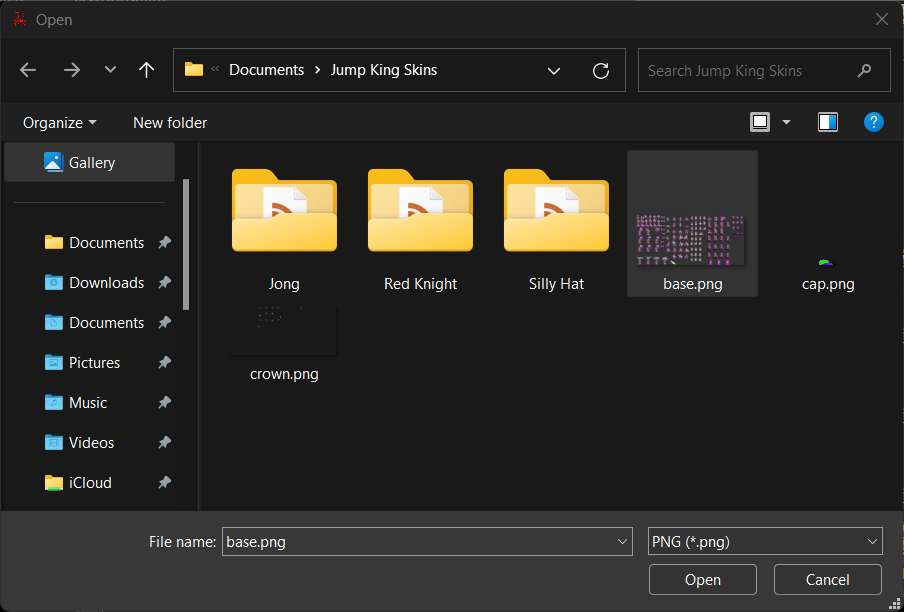 Open
« Documents › Jump King Skins
Search Jump King Skins
Organize
New folder
?
Gallery
Documents
Downloads
Documents
Pictures
Music
Videos
iCloud
Jong
Red Knight
Silly Hat
base.png
cap.png
crown.png
File name: base.png
PNG (*.png)
Open
Cancel